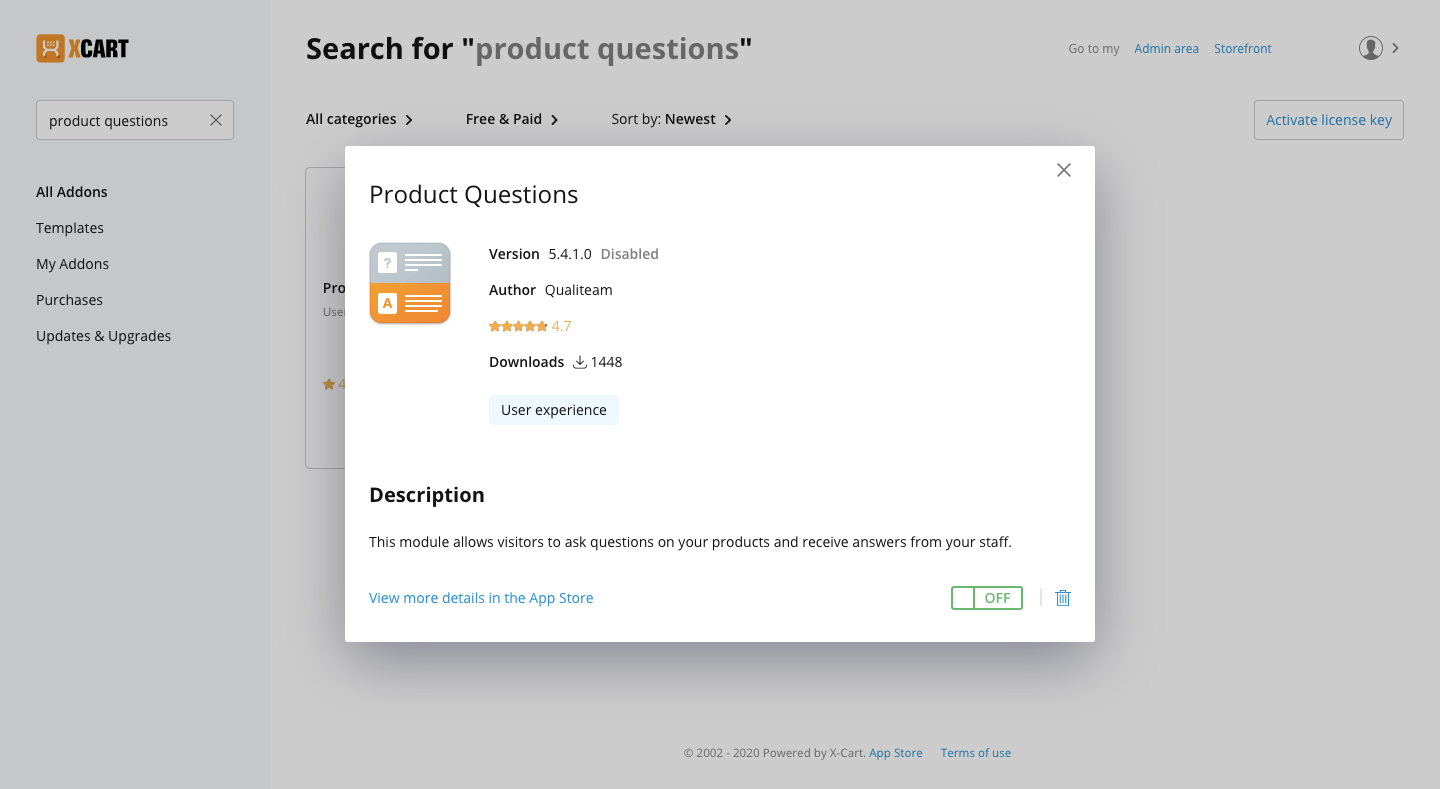 XCART
Search for "product questions"
Go to my Admin area Storefront
product questions
All categories Free & Paid Sort by: Newest
Activate license key
All Addons
Templates
My Addons
Purchases
Updates & Upgrades
Product Questions
?
A
Version 5.4.1.0 Disabled
Author Qualiteam
4.7
Downloads 1448
User experience
Description
This module allows visitors to ask questions on your products and receive answers from your staff.
View more details in the App Store
OFF
© 2002 - 2020 Powered by X-Cart. App Store Terms of use